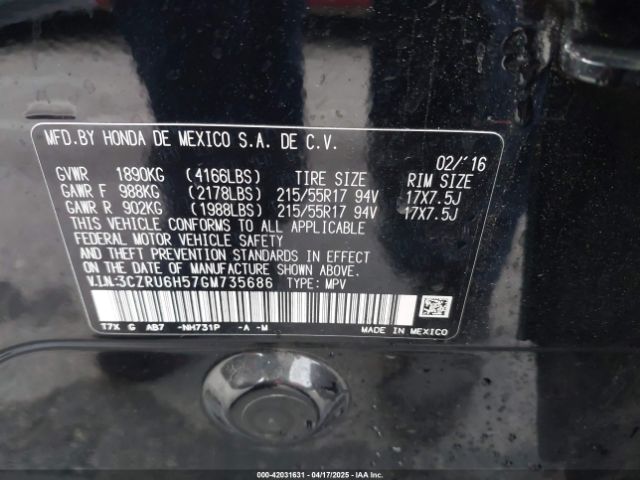 MFD.BY HONDA DE MEXICO S.A. DE C.V.
02/16
GVWR 1890KG (4166LBS) TIRE SIZE RIM SIZE
GAWR F 988KG (2178LBS) 215/55R17 94V 17X7.5J
GAWR R 902KG (1988LBS) 215/55R17 94V 17X7.5J
THIS VEHICLE CONFORMS TO ALL APPLICABLE
FEDERAL MOTOR VEHICLE SAFETY
AND THEFT PREVENTION STANDARDS IN EFFECT
ON THE DATE OF MANUFACTURE SHOWN ABOVE.
V.I.N:3CZRU6H57GM735686 TYPE: MPV
T7X G AB7 -NH731P -A -M
MADE IN MEXICO
000-42031631 - 04/17/2025 - IAA Inc.